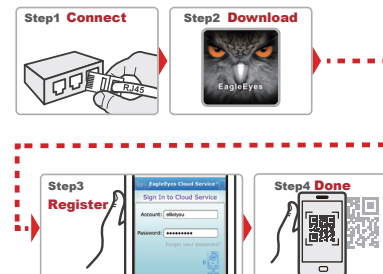 Step1 Connect
RJ45
Step2 Download
EagleEyes
Step3
Register
EagleEyes Cloud Service
Sign In to Cloud Service
Account: elikeyou
Password: •••••••••
Forgot your password?
Step4 Done